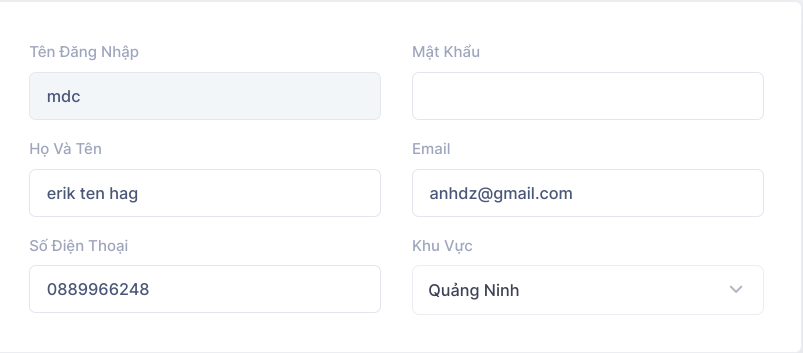 Tên Đăng Nhập
Mật Khẩu
mdc
Họ Và Tên
Email
erik ten hag
anhdz@gmail.com
Số Điện Thoại
Khu Vực
0889966248
Quảng Ninh